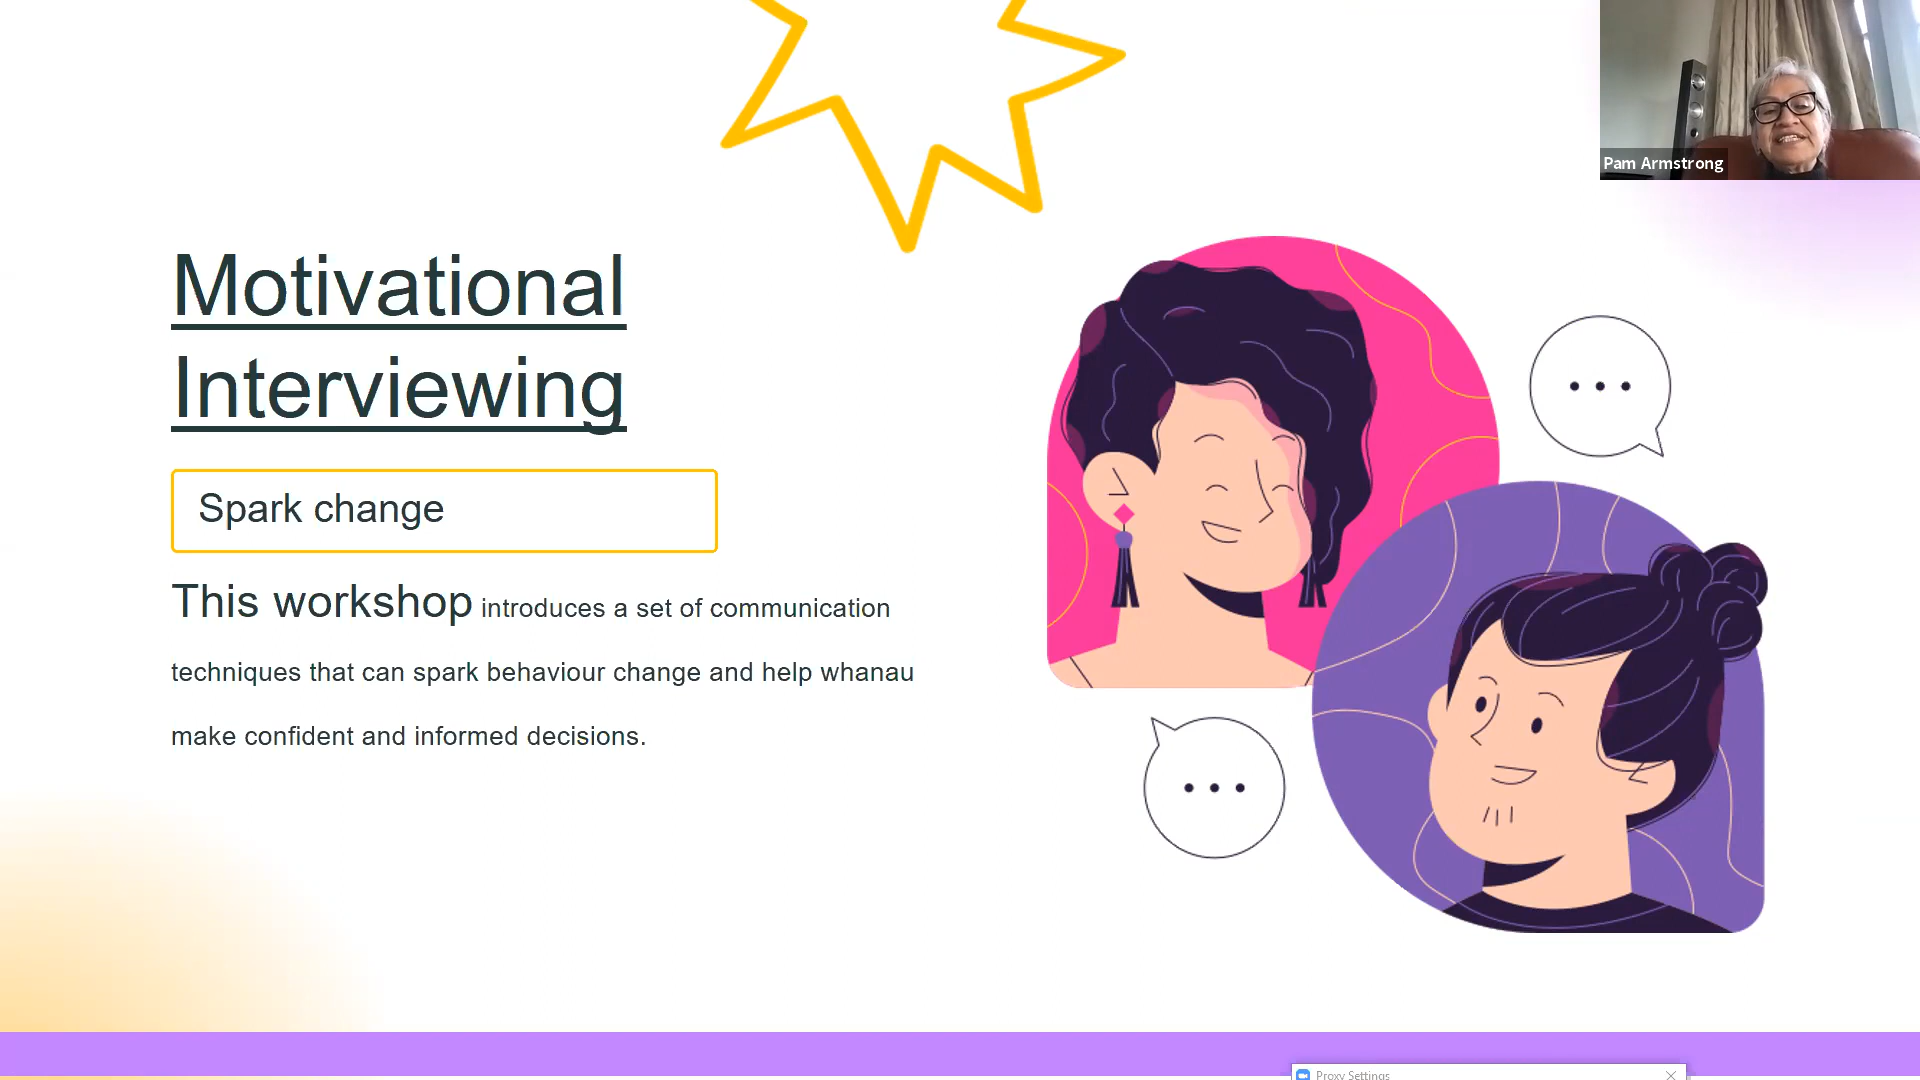 Pam Armstrong
Motivational
Interviewing
Spark change
This workshop introduces a set of communication
techniques that can spark behaviour change and help whanau
make confident and informed decisions.
Proxy Settings